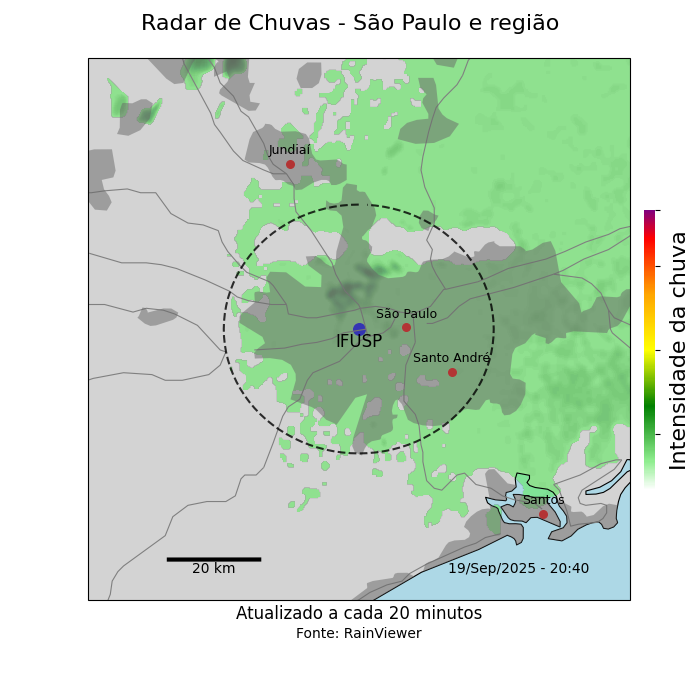 Radar de Chuvas - São Paulo e região
Jundiaí
São Paulo
IFUSP
Santo André
Santos
20 km
19/Sep/2025 - 20:40
Intensidade da chuva
Atualizado a cada 20 minutos
Fonte: RainViewer